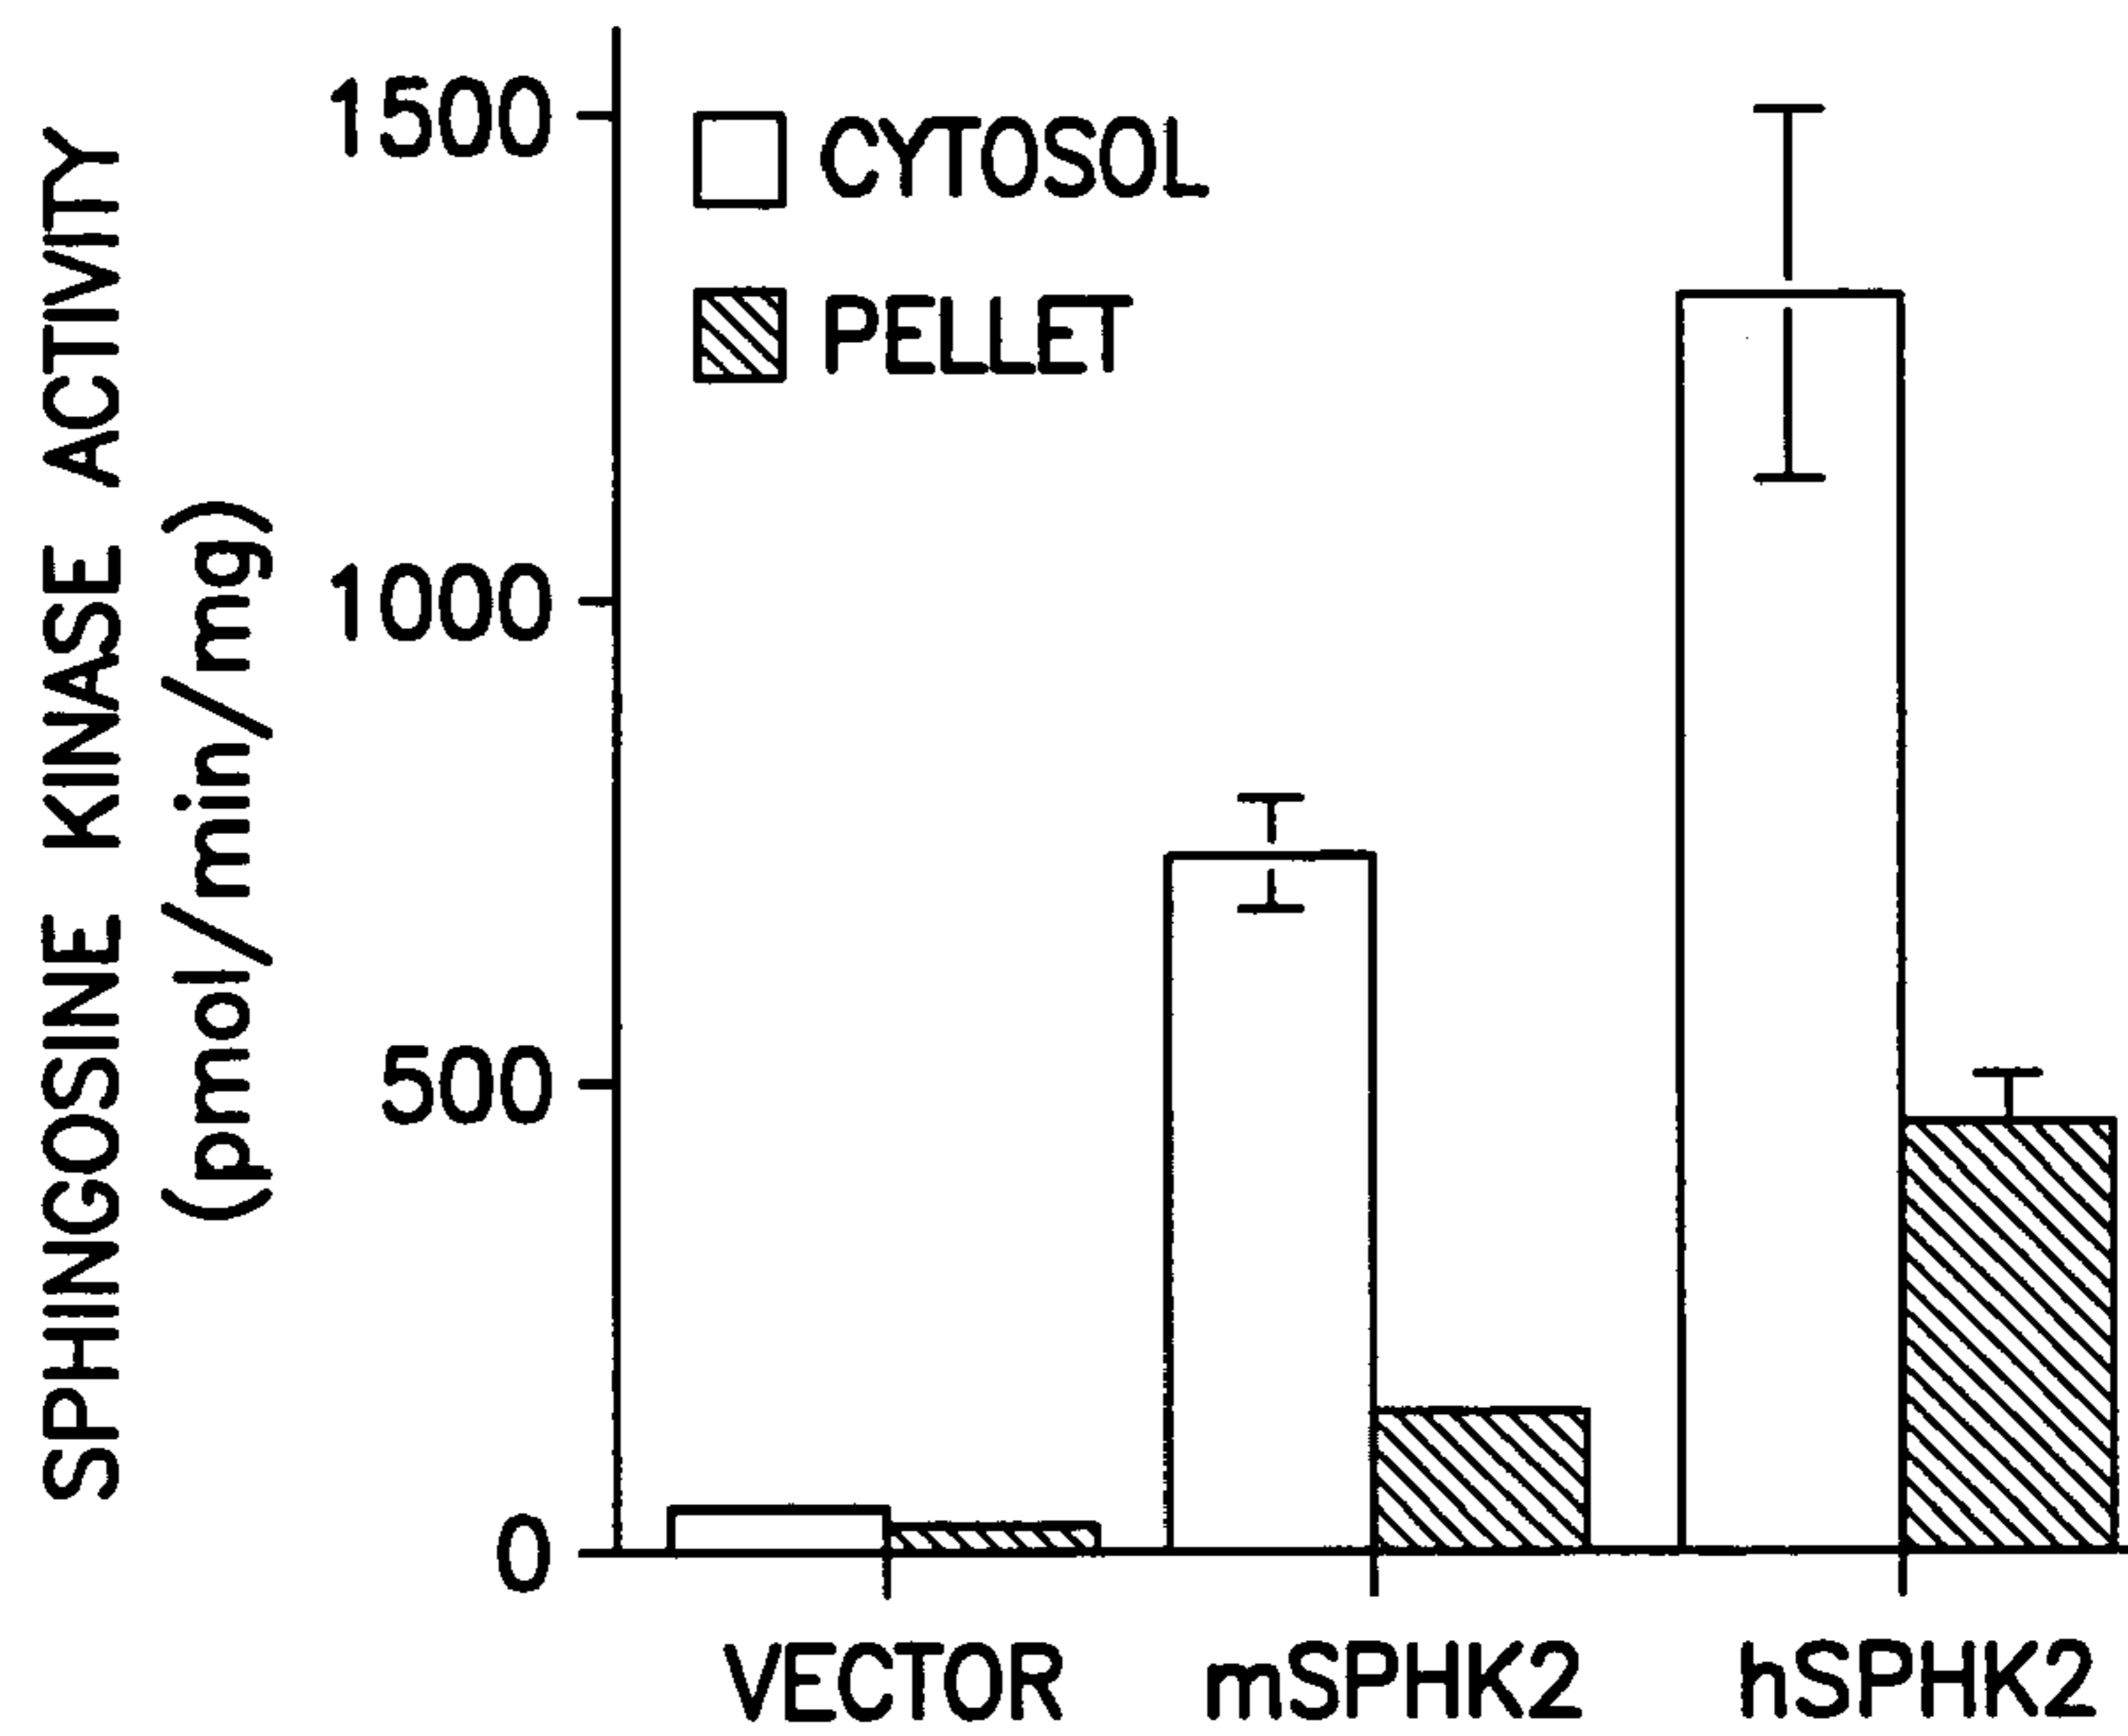 SPHINGOSINE KINASE ACTIVITY
(pmol/min/mg)
1500
1000
500
0
CYTOSOL
PELLET
VECTOR
mSPHK2
hSPHK2